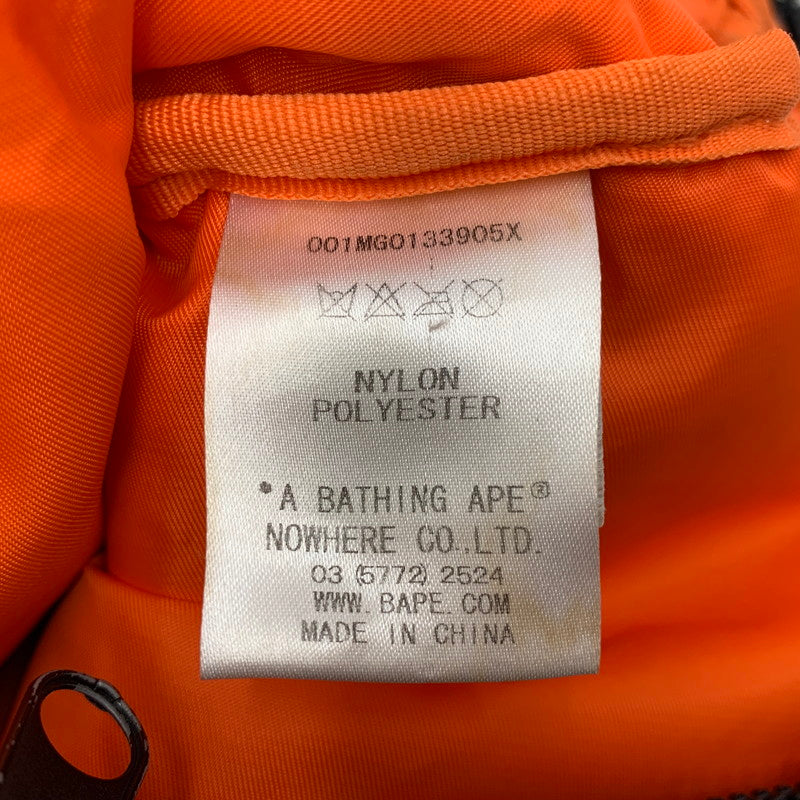 001MG0133905X
NYLON
POLYESTER
*A BATHING APE®
NOWHERE CO.,LTD.
03 (5772) 2524
WWW.BAPE.COM
MADE IN CHINA